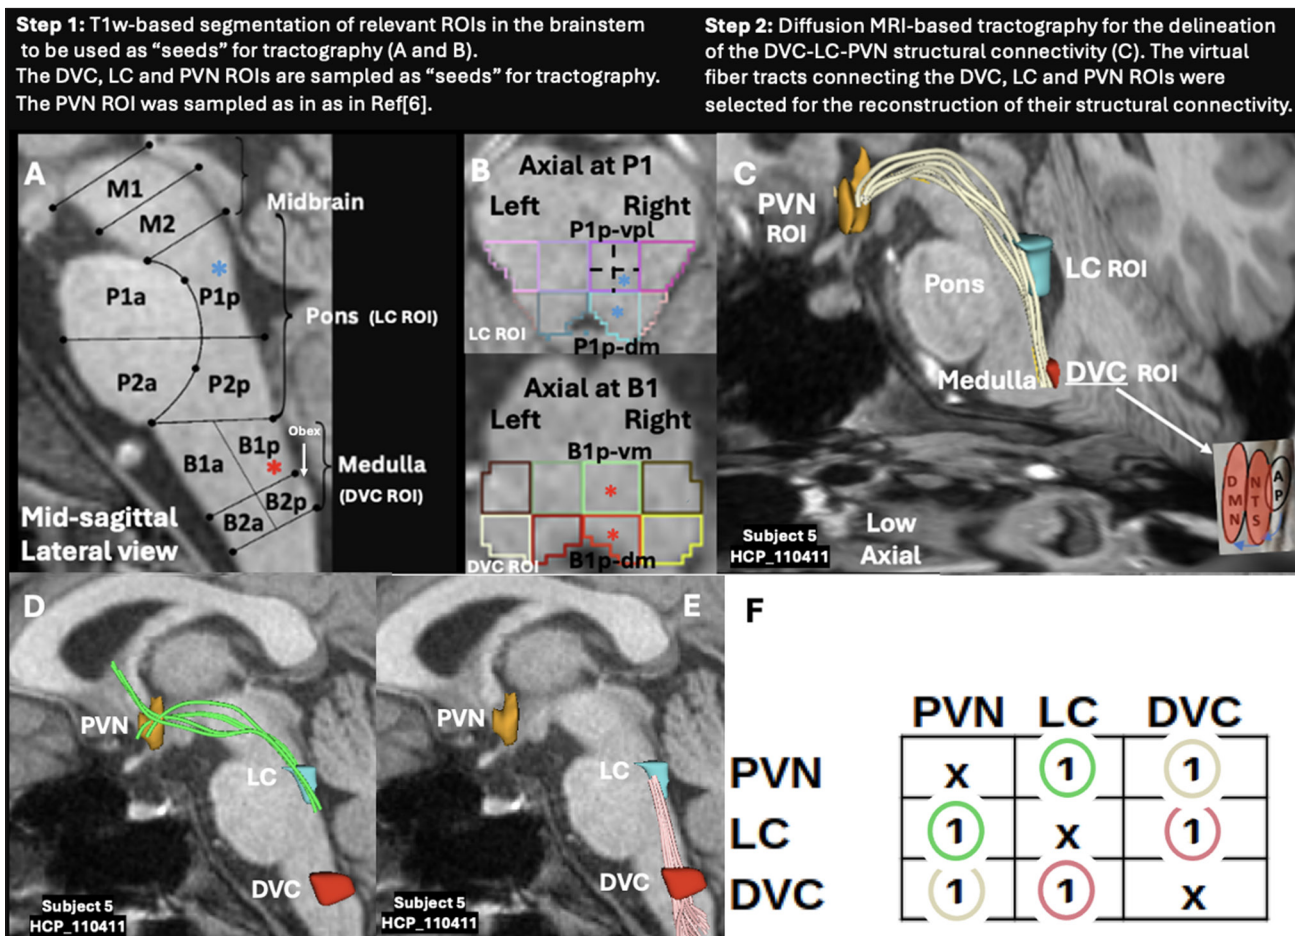 Step 1: T1w-based segmentation of relevant ROIs in the brainstem
to be used as “seeds” for tractography (A and B).
The DVC, LC and PVN ROIs are sampled as “seeds” for tractography.
The PVN ROI was sampled as in as in Ref[6].
Step 2: Diffusion MRI-based tractography for the delineation
of the DVC-LC-PVN structural connectivity (C). The virtual
fiber tracts connecting the DVC, LC and PVN ROIs were
selected for the reconstruction of their structural connectivity.
A
M1
M2
Midbrain
*
P1a
P1p
Pons (LC ROI)
P2a
P2p
Obex
B1a
B1p
*
Medulla
(DVC ROI)
B2a
B2p
Mid-sagittal
Lateral view
B
Axial at P1
Left Right
P1p-vpl
*
*
LC ROI
P1p-dm
Axial at B1
Left Right
B1p-vm
*
*
DVC ROI
B1p-dm
C
PVN
ROI
LC ROI
Pons
Medulla
DVC ROI
DMN
NTS
AP
Low
Axial
Subject 5
HCP_110411
D
PVN
LC
DVC
Subject 5
HCP_110411
E
PVN
LC
DVC
Subject 5
HCP_110411
F
PVN LC DVC
PVN x 1 1
LC 1 x 1
DVC 1 1 x